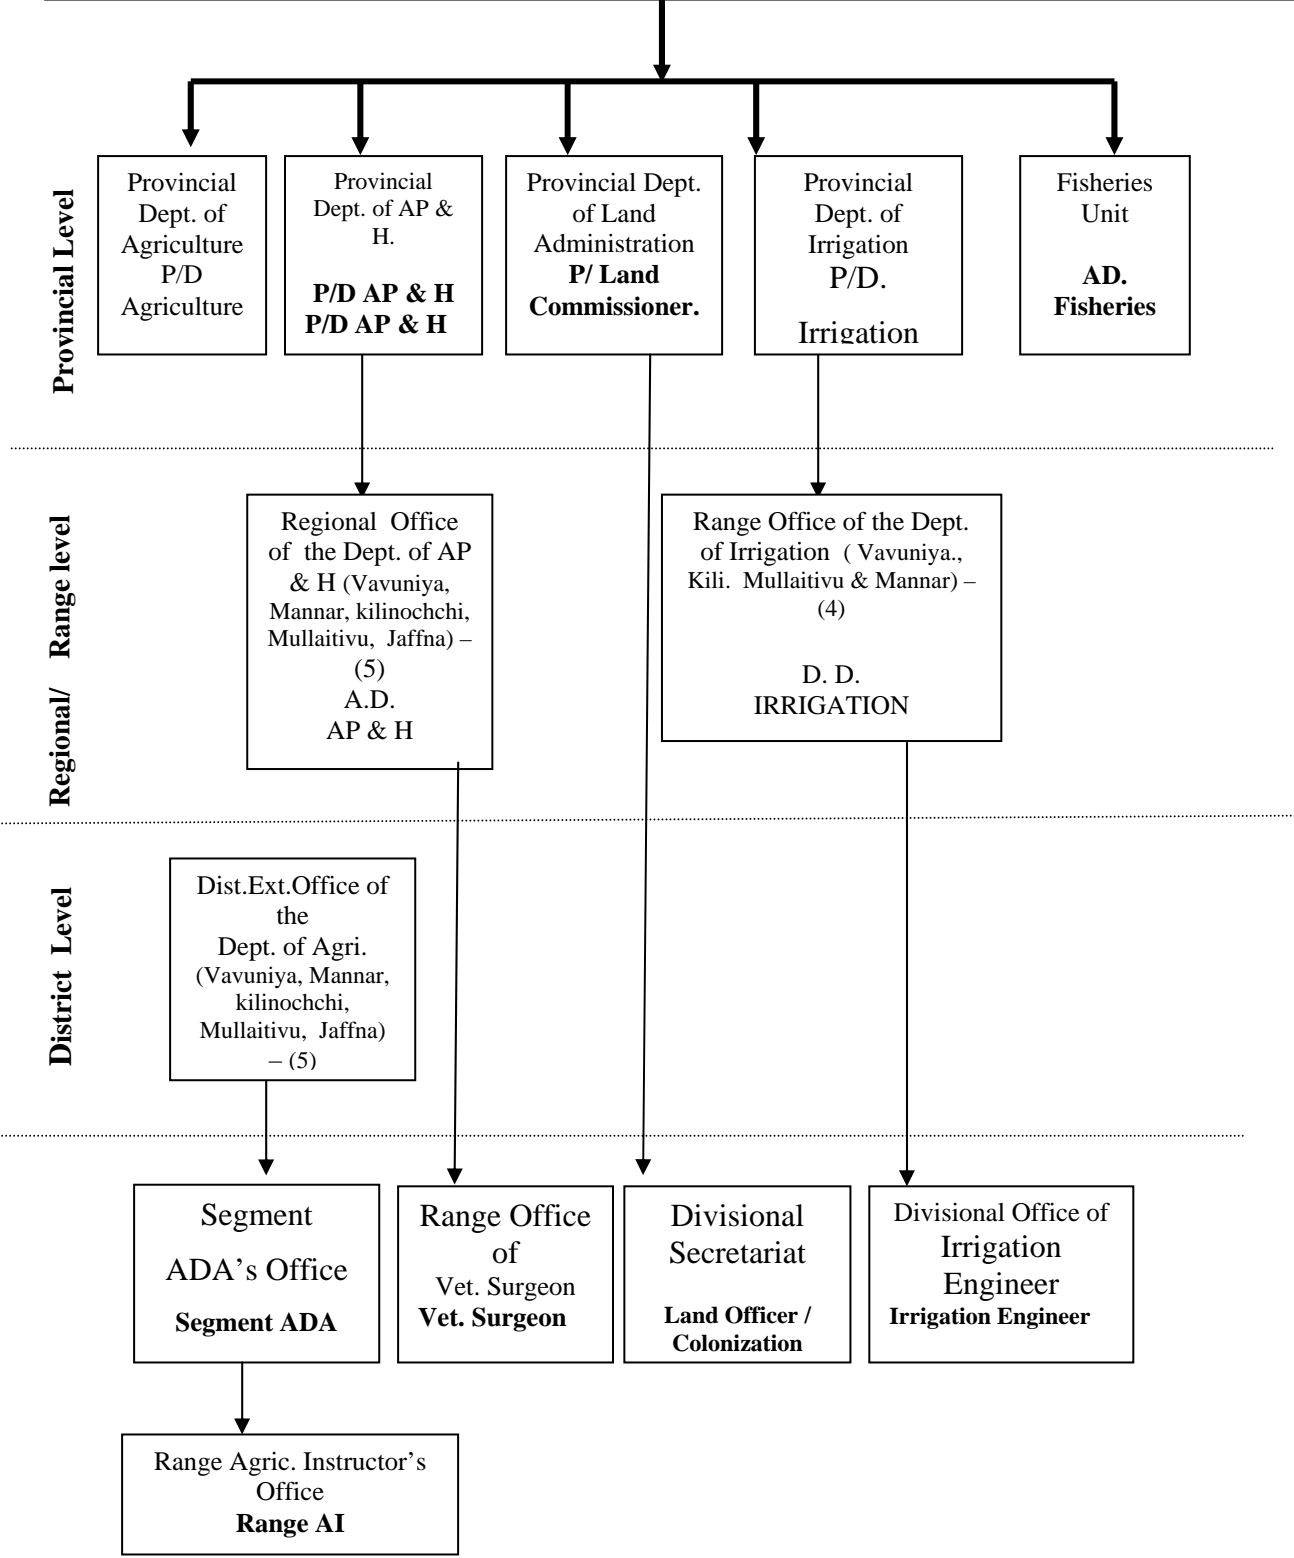 Provincial Level
Provincial
Dept. of
Agriculture
P/D
Agriculture
Provincial
Dept. of AP &
H.
P/D AP & H
P/D AP & H
Provincial Dept.
of Land
Administration
P/ Land
Commissioner.
Provincial
Dept. of
Irrigation
P/D.
Irrigation
Fisheries
Unit
AD.
Fisheries
Regional/ Range level
Regional Office
of the Dept. of AP
& H (Vavuniya,
Mannar, kilinochchi,
Mullaitivu, Jaffna) –
(5)
A.D.
AP & H
Range Office of the Dept.
of Irrigation ( Vavuniya.,
Kili. Mullaitivu & Mannar) –
(4)
D. D.
IRRIGATION
District Level
Dist.Ext.Office of
the
Dept. of Agri.
(Vavuniya, Mannar,
kilinochchi,
Mullaitivu, Jaffna)
– (5)
Segment
ADA’s Office
Segment ADA
Range Office
of
Vet. Surgeon
Vet. Surgeon
Divisional
Secretariat
Land Officer /
Colonization
Divisional Office of
Irrigation
Engineer
Irrigation Engineer
Range Agric. Instructor’s
Office
Range AI